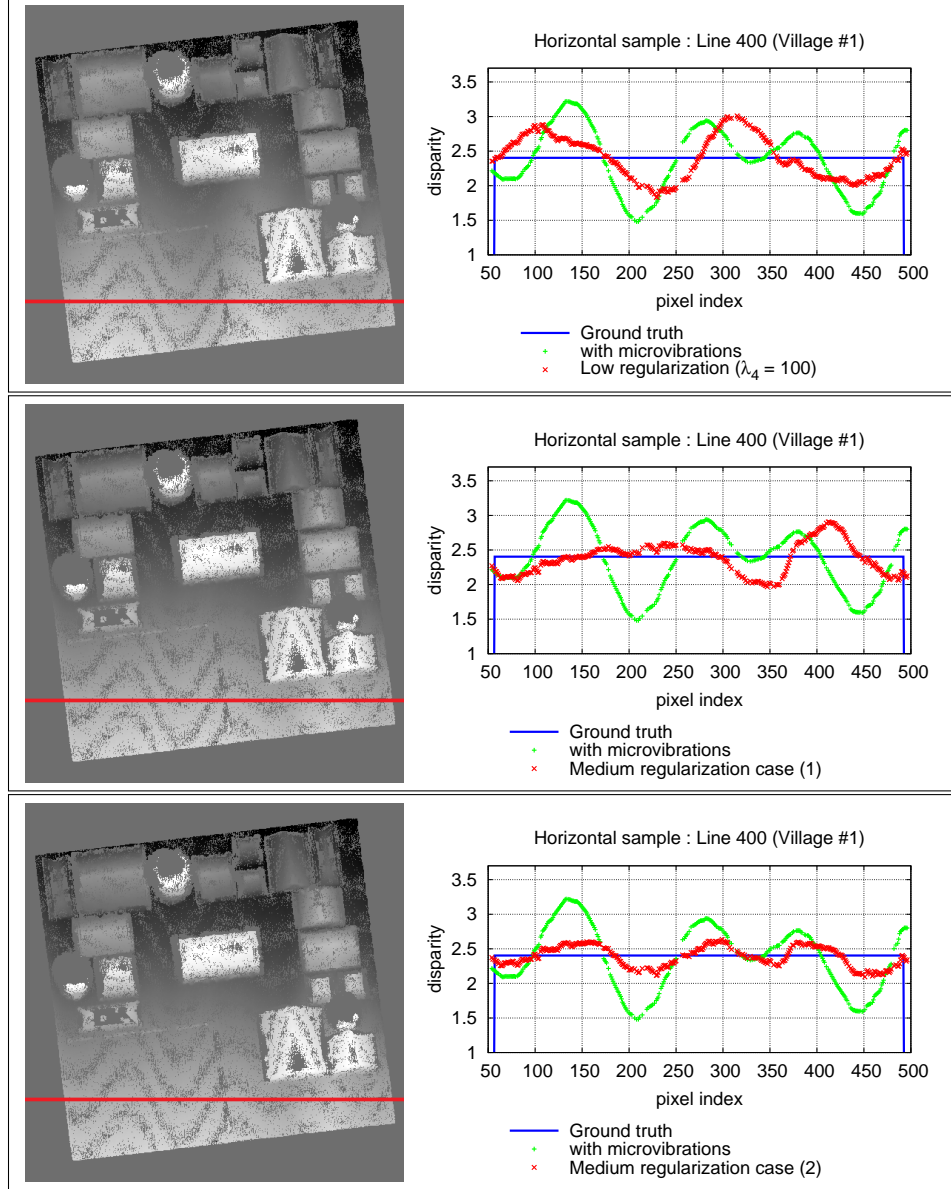 Horizontal sample : Line 400 (Village #1)
3.5
3
2.5
2
1.5
1
disparity
50 100 150 200 250 300 350 400 450 500
pixel index
Ground truth
with microvibrations
Low regularization (λ₄ = 100)
Horizontal sample : Line 400 (Village #1)
3.5
3
2.5
2
1.5
1
disparity
50 100 150 200 250 300 350 400 450 500
pixel index
Ground truth
with microvibrations
Medium regularization case (1)
Horizontal sample : Line 400 (Village #1)
3.5
3
2.5
2
1.5
1
disparity
50 100 150 200 250 300 350 400 450 500
pixel index
Ground truth
with microvibrations
Medium regularization case (2)